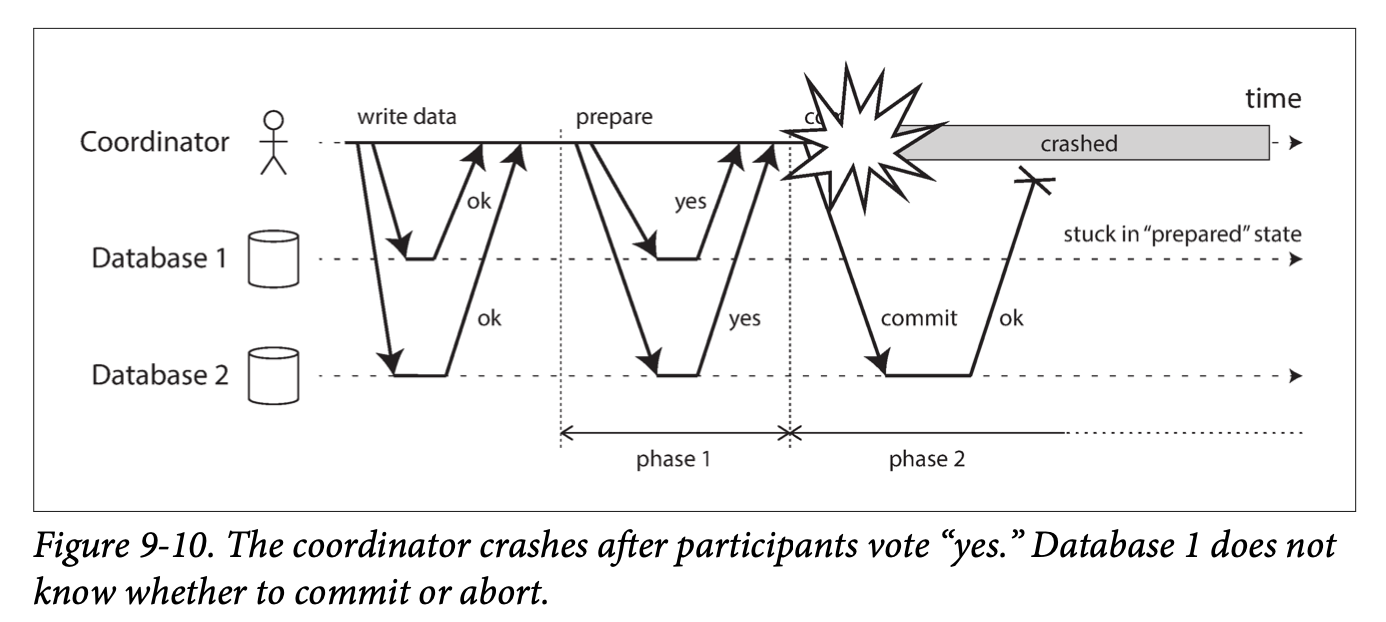 time
write data
prepare
Coordinator
crashed
ok
yes
stuck in “prepared” state
Database 1
ok
yes
commit
ok
Database 2
phase 1
phase 2
Figure 9-10. The coordinator crashes after participants vote “yes.” Database 1 does not
know whether to commit or abort.